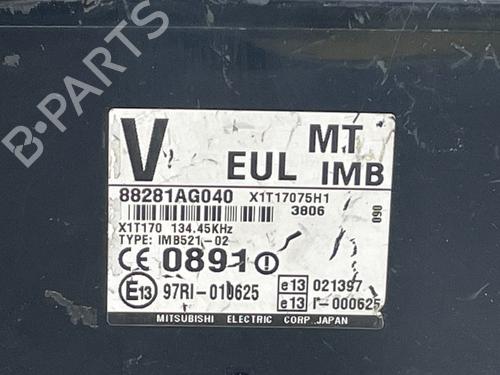 V EUL MT IMB
88281AG040 X1T17075H1
3806
X1T170 134.45KHz
TYPE: IMB521-02
090
CE 0891
E13 97RI-010625
e13 021397
e13 I-000625
MITSUBISHI ELECTRIC CORP.JAPAN
B-PARTS